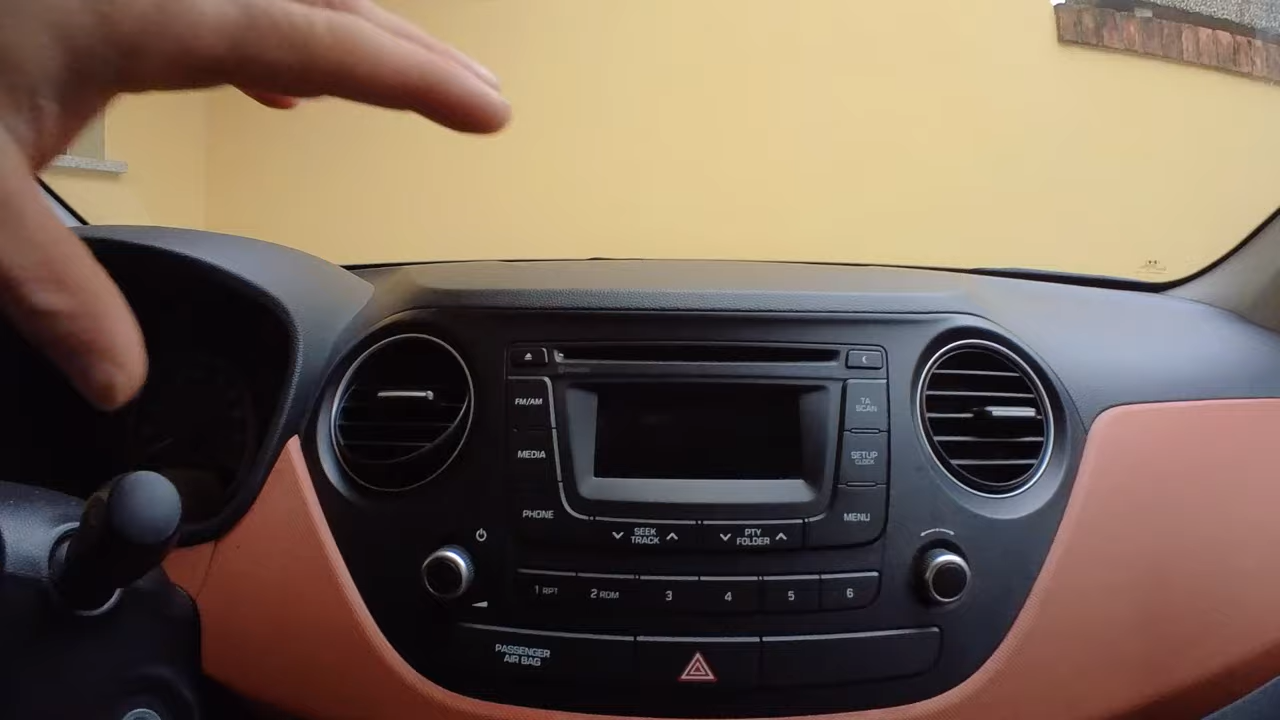 FM/AM
TA
SCAN
MEDIA
SETUP
CLOCK
PHONE
MENU
SEEK
TRACK
PTY
FOLDER
1 RPT
2 RDM
3
4
5
6
PASSENGER
AIR BAG